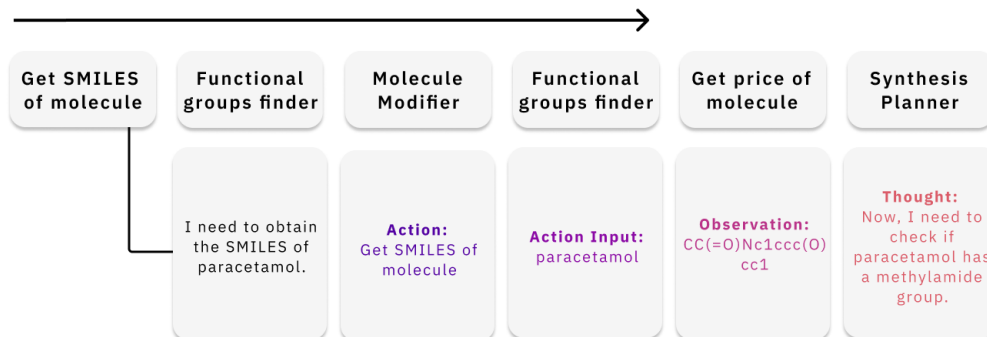 Get SMILES
of molecule
Functional
groups finder
Molecule
Modifier
Functional
groups finder
Get price of
molecule
Synthesis
Planner
I need to obtain
the SMILES of
paracetamol.
Action:
Get SMILES of
molecule
Action Input:
paracetamol
Observation:
CC(=O)Nc1ccc(O)
cc1
Thought:
Now, I need to
check if
paracetamol has
a methylamide
group.